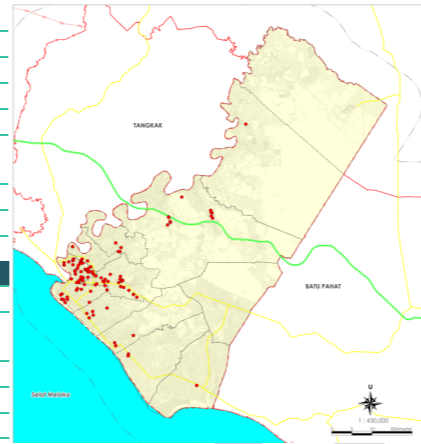 TANGKAK
BATU PAHAT
Selat Melaka
U
1 : 430,000